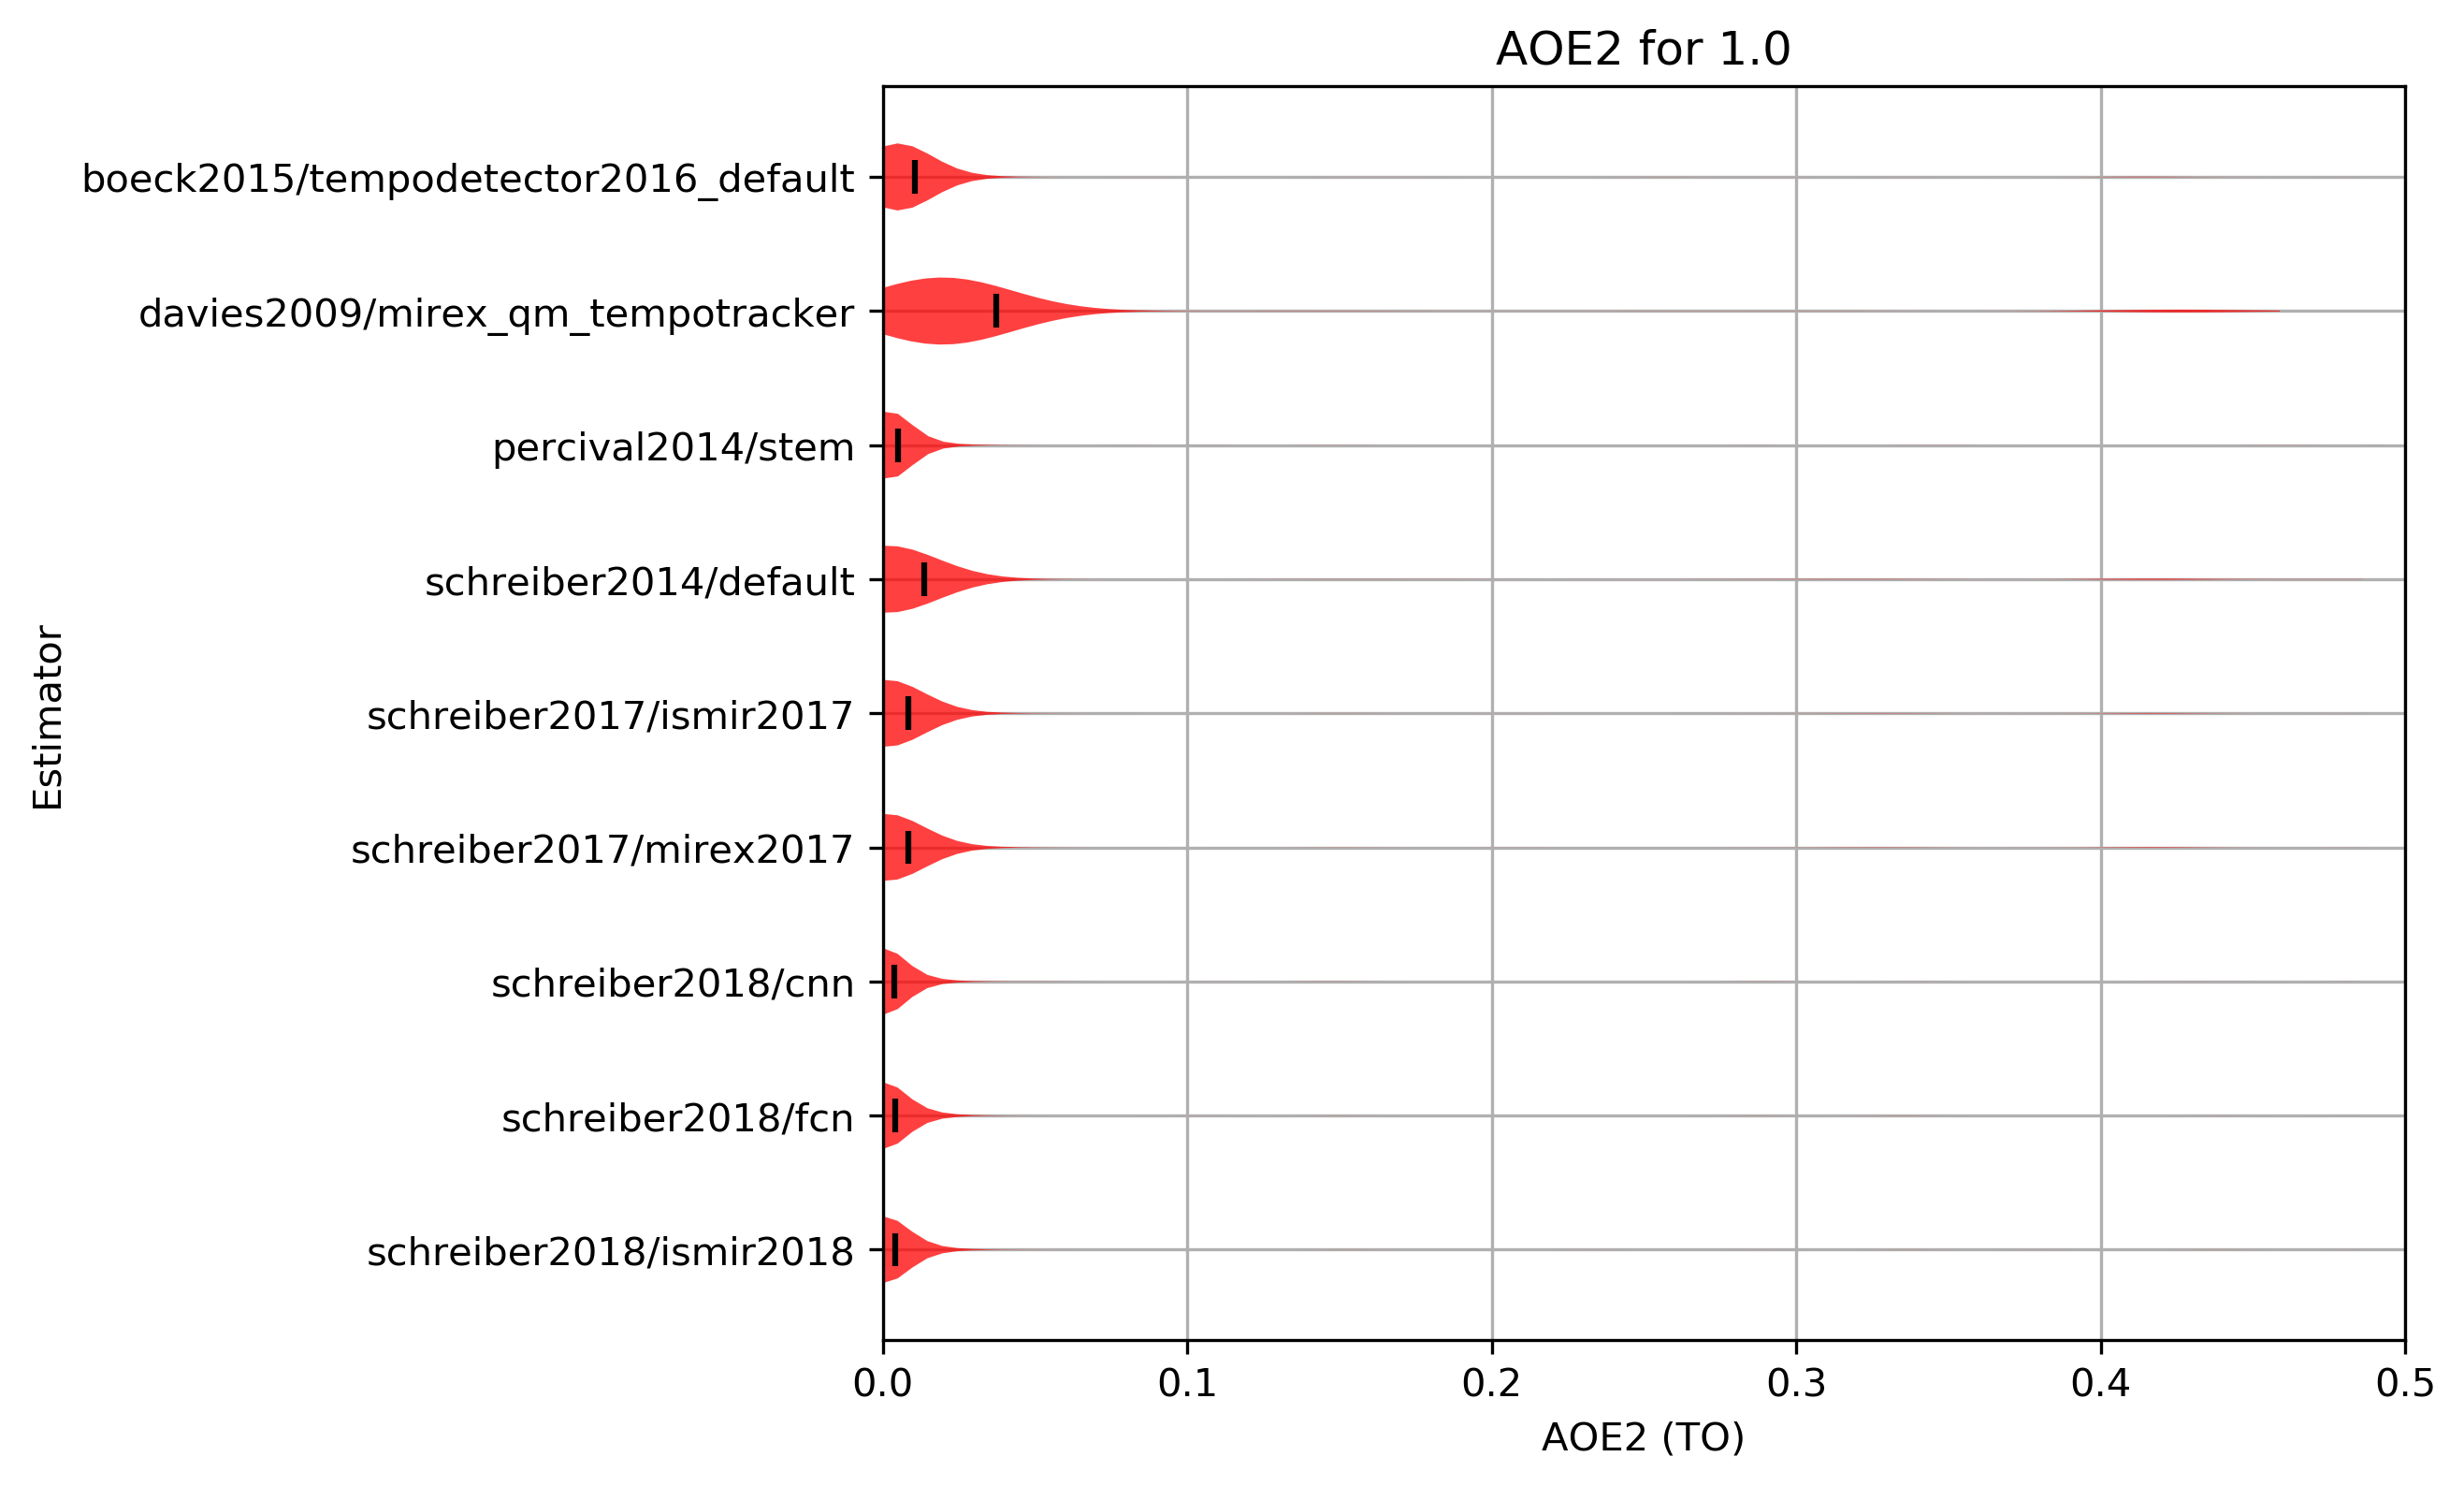 AOE2 for 1.0
boeck2015/tempodetector2016_default
davies2009/mirex_qm_tempotracker
percival2014/stem
schreiber2014/default
schreiber2017/ismir2017
schreiber2017/mirex2017
schreiber2018/cnn
schreiber2018/fcn
schreiber2018/ismir2018
Estimator
0.0 0.1 0.2 0.3 0.4 0.5
AOE2 (TO)